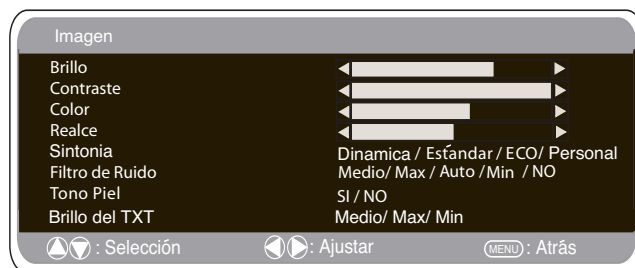 Imagen
Brillo
Contraste
Color
Realce
Sintonia Dinamica / Estandar / ECO/ Personal
Filtro de Ruido Medio/ Max / Auto /Min / NO
Tono Piel SI / NO
Brillo del TXT Medio/ Max/ Min
: Selección : Ajustar MENU : Atrás